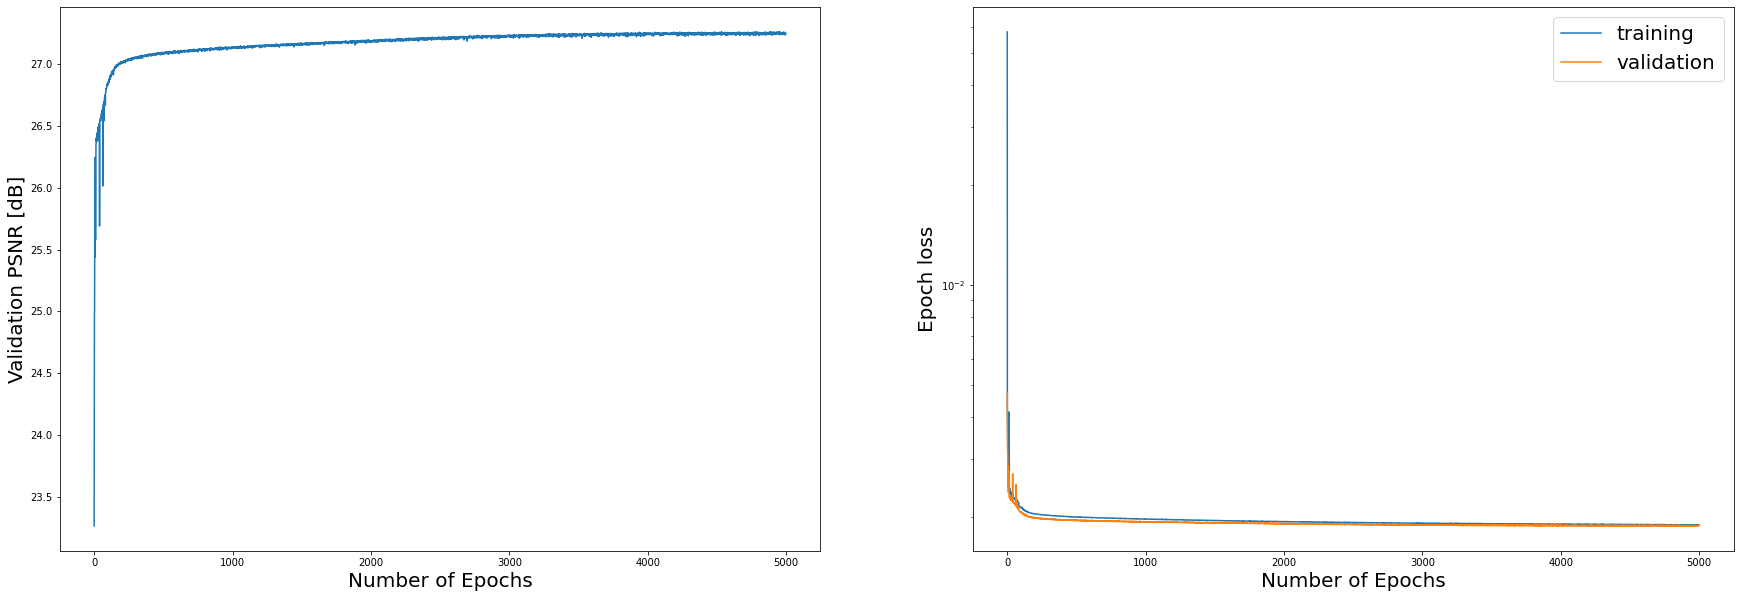 Validation PSNR [dB]
27.0
26.5
26.0
25.5
25.0
24.5
24.0
23.5
0 1000 2000 3000 4000 5000
Number of Epochs
Epoch loss
10⁻²
training
validation
0 1000 2000 3000 4000 5000
Number of Epochs